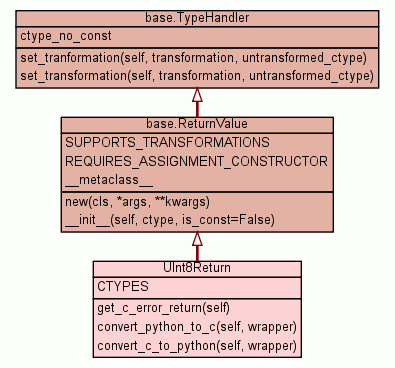 base.TypeHandler
ctype_no_const
set_tranformation(self, transformation, untransformed_ctype)
set_transformation(self, transformation, untransformed_ctype)
base.ReturnValue
SUPPORTS_TRANSFORMATIONS
REQUIRES_ASSIGNMENT_CONSTRUCTOR
__metaclass__
new(cls, *args, **kwargs)
__init__(self, ctype, is_const=False)
UInt8Return
CTYPES
get_c_error_return(self)
convert_python_to_c(self, wrapper)
convert_c_to_python(self, wrapper)